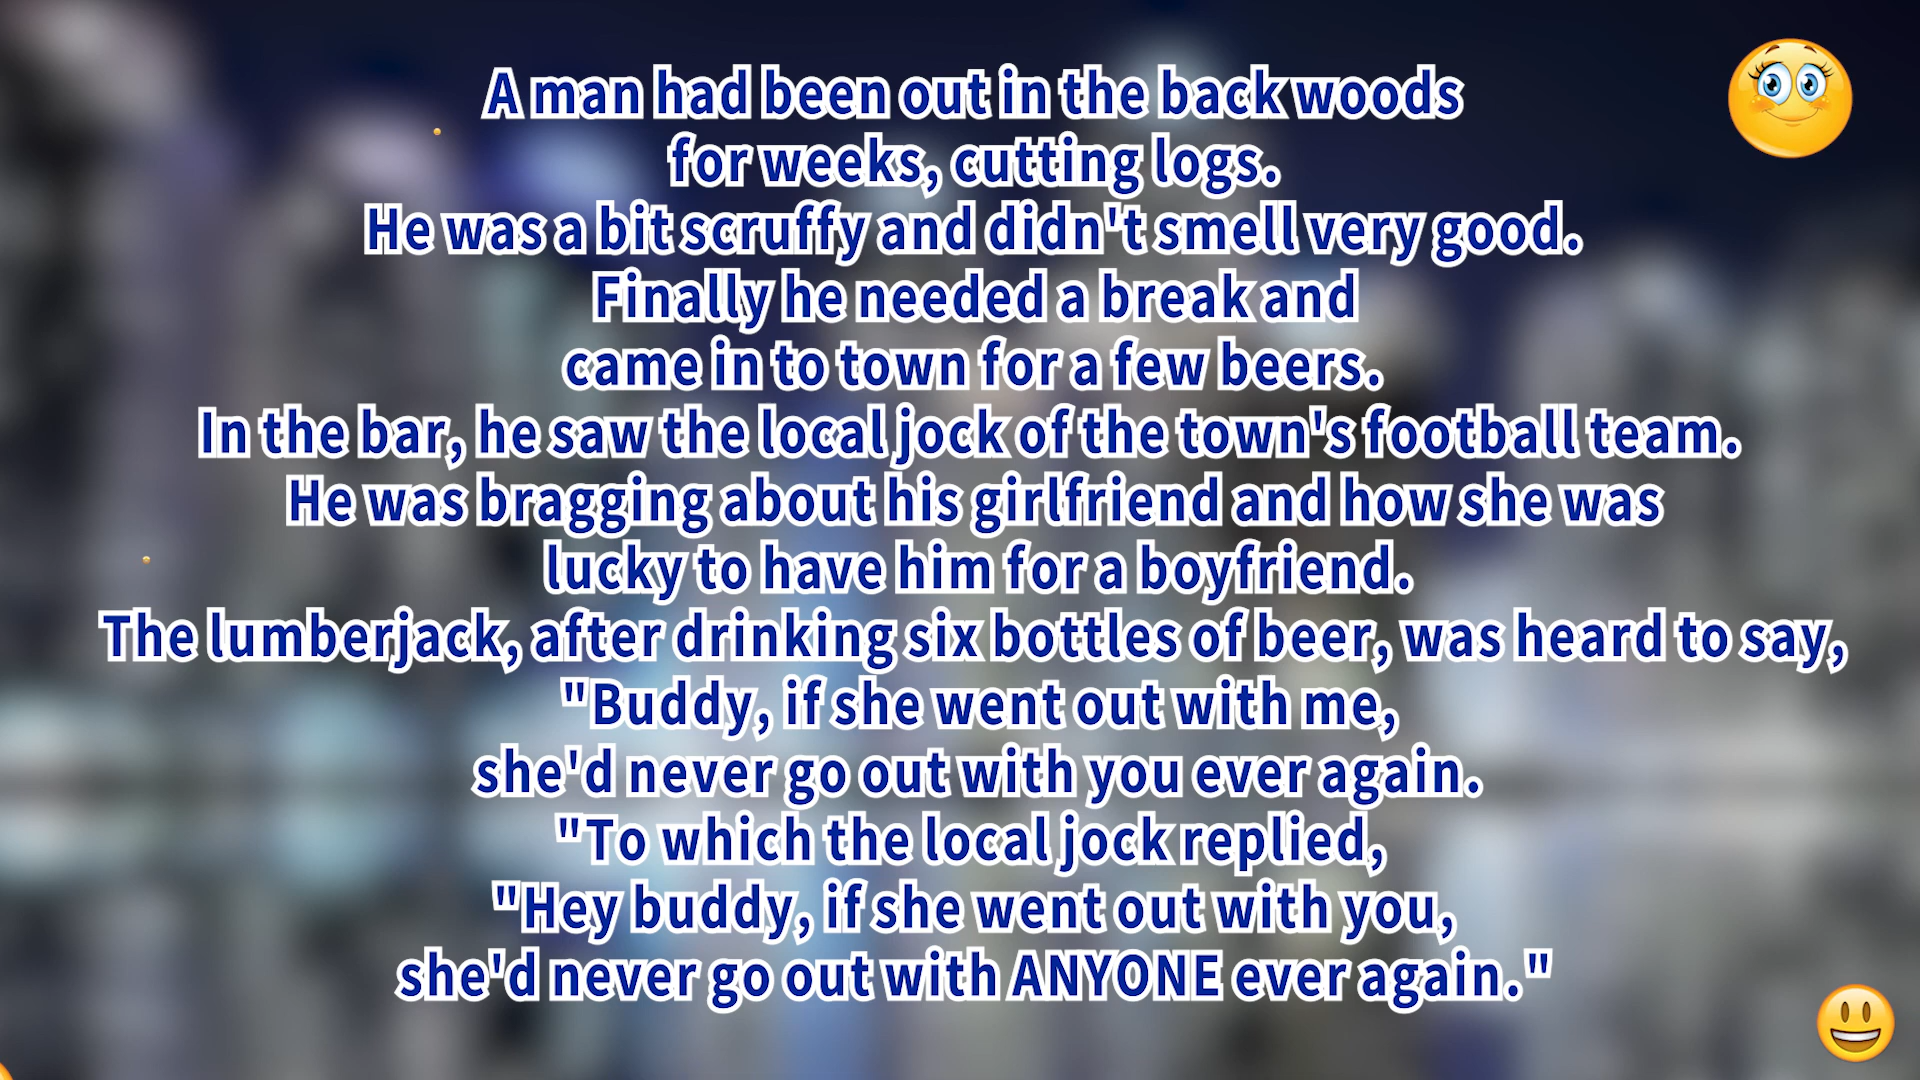 A man had been out in the back woods
for weeks, cutting logs.
He was a bit scruffy and didn't smell very good.
Finally he needed a break and
came in to town for a few beers.
In the bar, he saw the local jock of the town's football team.
He was bragging about his girlfriend and how she was
lucky to have him for a boyfriend.
The lumberjack, after drinking six bottles of beer, was heard to say,
"Buddy, if she went out with me,
she'd never go out with you ever again.
"To which the local jock replied,
"Hey buddy, if she went out with you,
she'd never go out with ANYONE ever again."